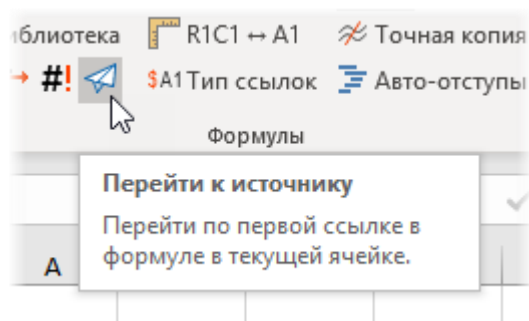 R1C1 ↔ A1
Точная копия
#!
$A1 Тип ссылок
Авто-отступы
Формулы
Перейти к источнику
Перейти по первой ссылке в
формуле в текущей ячейке.
A